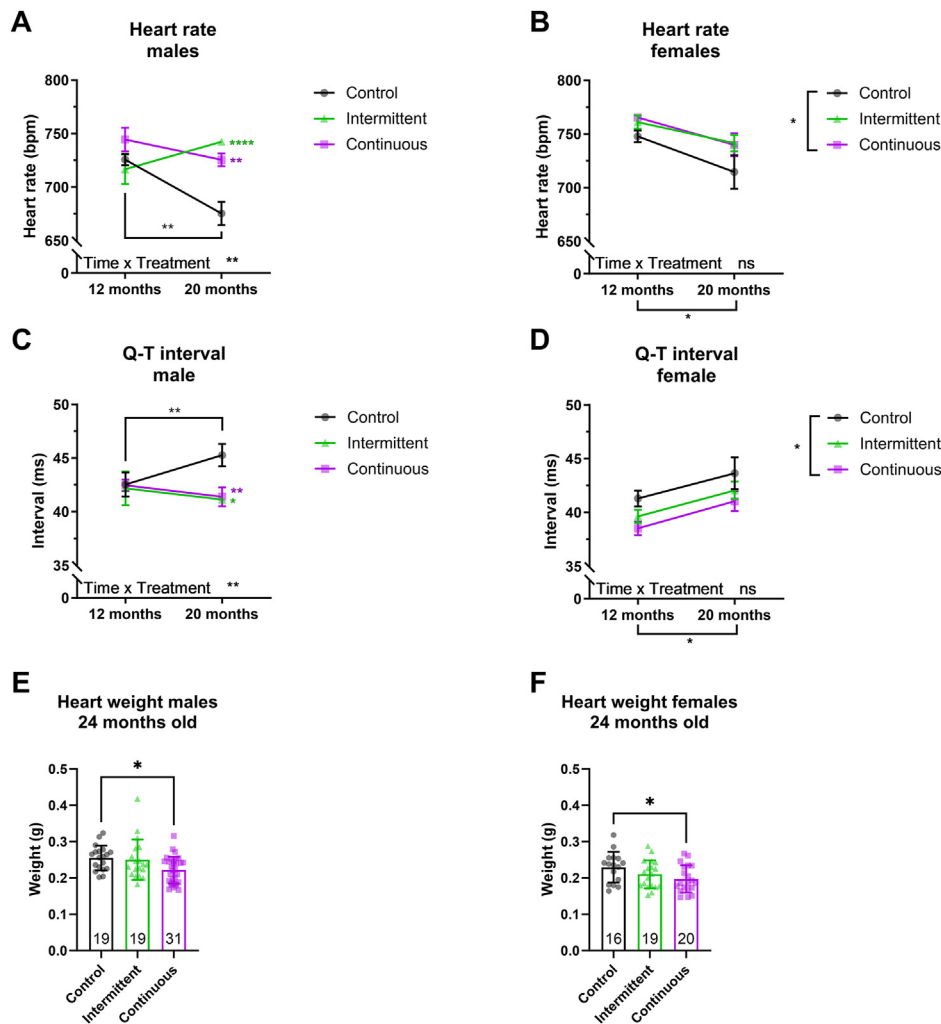 A
Heart rate
males
800
750
700
650
0
Heart rate (bpm)
Control
Intermittent
Continuous
****
**
**
Time x Treatment **
12 months 20 months
B
Heart rate
females
800
750
700
650
0
Heart rate (bpm)
Control
Intermittent
Continuous
*
Time x Treatment ns
12 months 20 months
*
C
Q-T interval
male
50
45
40
35
0
Interval (ms)
Control
Intermittent
Continuous
**
**
*
Time x Treatment **
12 months 20 months
D
Q-T interval
female
50
45
40
35
0
Interval (ms)
Control
Intermittent
Continuous
*
Time x Treatment ns
12 months 20 months
*
E
Heart weight males
24 months old
0.5
0.4
0.3
0.2
0.1
0.0
Weight (g)
*
19 19 31
Control
Intermittent
Continuous
F
Heart weight females
24 months old
0.5
0.4
0.3
0.2
0.1
0.0
Weight (g)
*
16 19 20
Control
Intermittent
Continuous